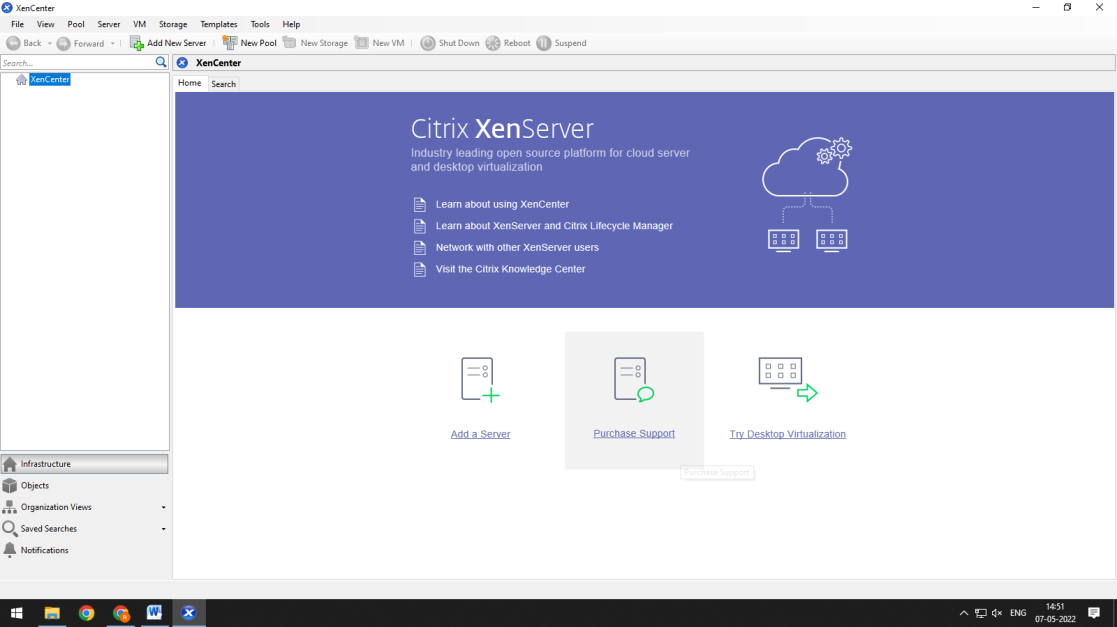 XenCenter
File View Pool Server VM Storage Templates Tools Help
Back Forward Add New Server New Pool New Storage New VM Shut Down Reboot Suspend
Search...
XenCenter
XenCenter
Home Search
Citrix XenServer
Industry leading open source platform for cloud server
and desktop virtualization
Learn about using XenCenter
Learn about XenServer and Citrix Lifecycle Manager
Network with other XenServer users
Visit the Citrix Knowledge Center
Add a Server
Purchase Support
Try Desktop Virtualization
Purchase Support
Infrastructure
Objects
Organization Views
Saved Searches
Notifications
ENG
14:51
07-05-2022